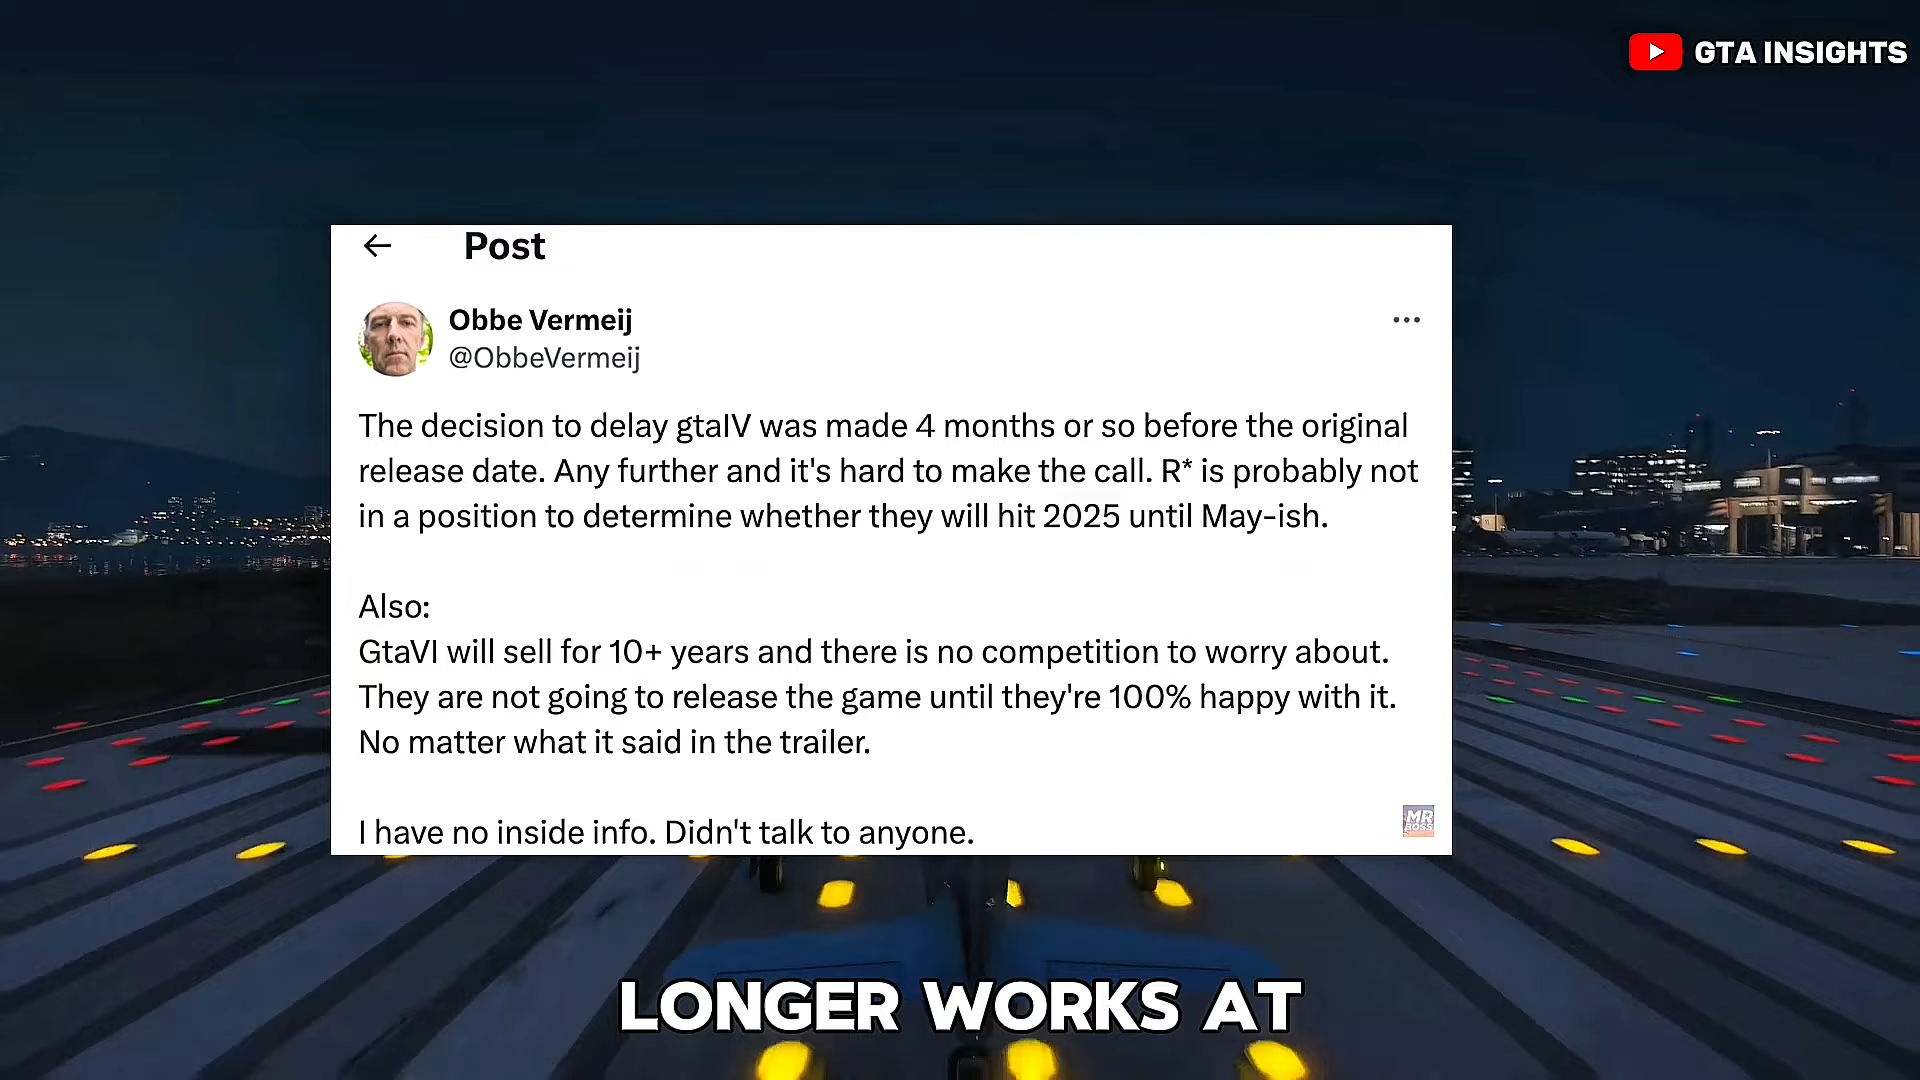 GTA INSIGHTS
Post
Obbe Vermeij
@ObbeVermeij
The decision to delay gtaIV was made 4 months or so before the original
release date. Any further and it's hard to make the call. R* is probably not
in a position to determine whether they will hit 2025 until May-ish.
Also:
GtaVI will sell for 10+ years and there is no competition to worry about.
They are not going to release the game until they're 100% happy with it.
No matter what it said in the trailer.
I have no inside info. Didn't talk to anyone.
MR
BOSS
LONGER WORKS AT